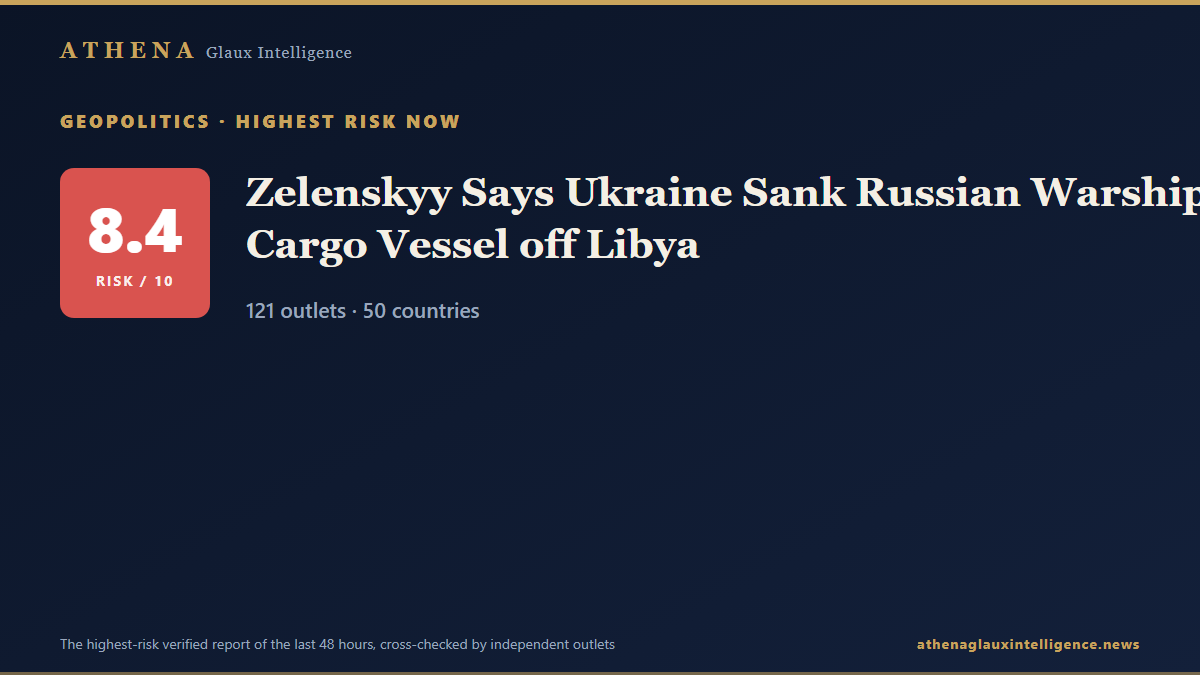 ATHENA Glaux Intelligence
GEOPOLITICS · HIGHEST RISK NOW
8.4
RISK / 10
Zelenskyy Says Ukraine Sank Russian Warship
Cargo Vessel off Libya
121 outlets · 50 countries
The highest-risk verified report of the last 48 hours, cross-checked by independent outlets
athenaglauxintelligence.news